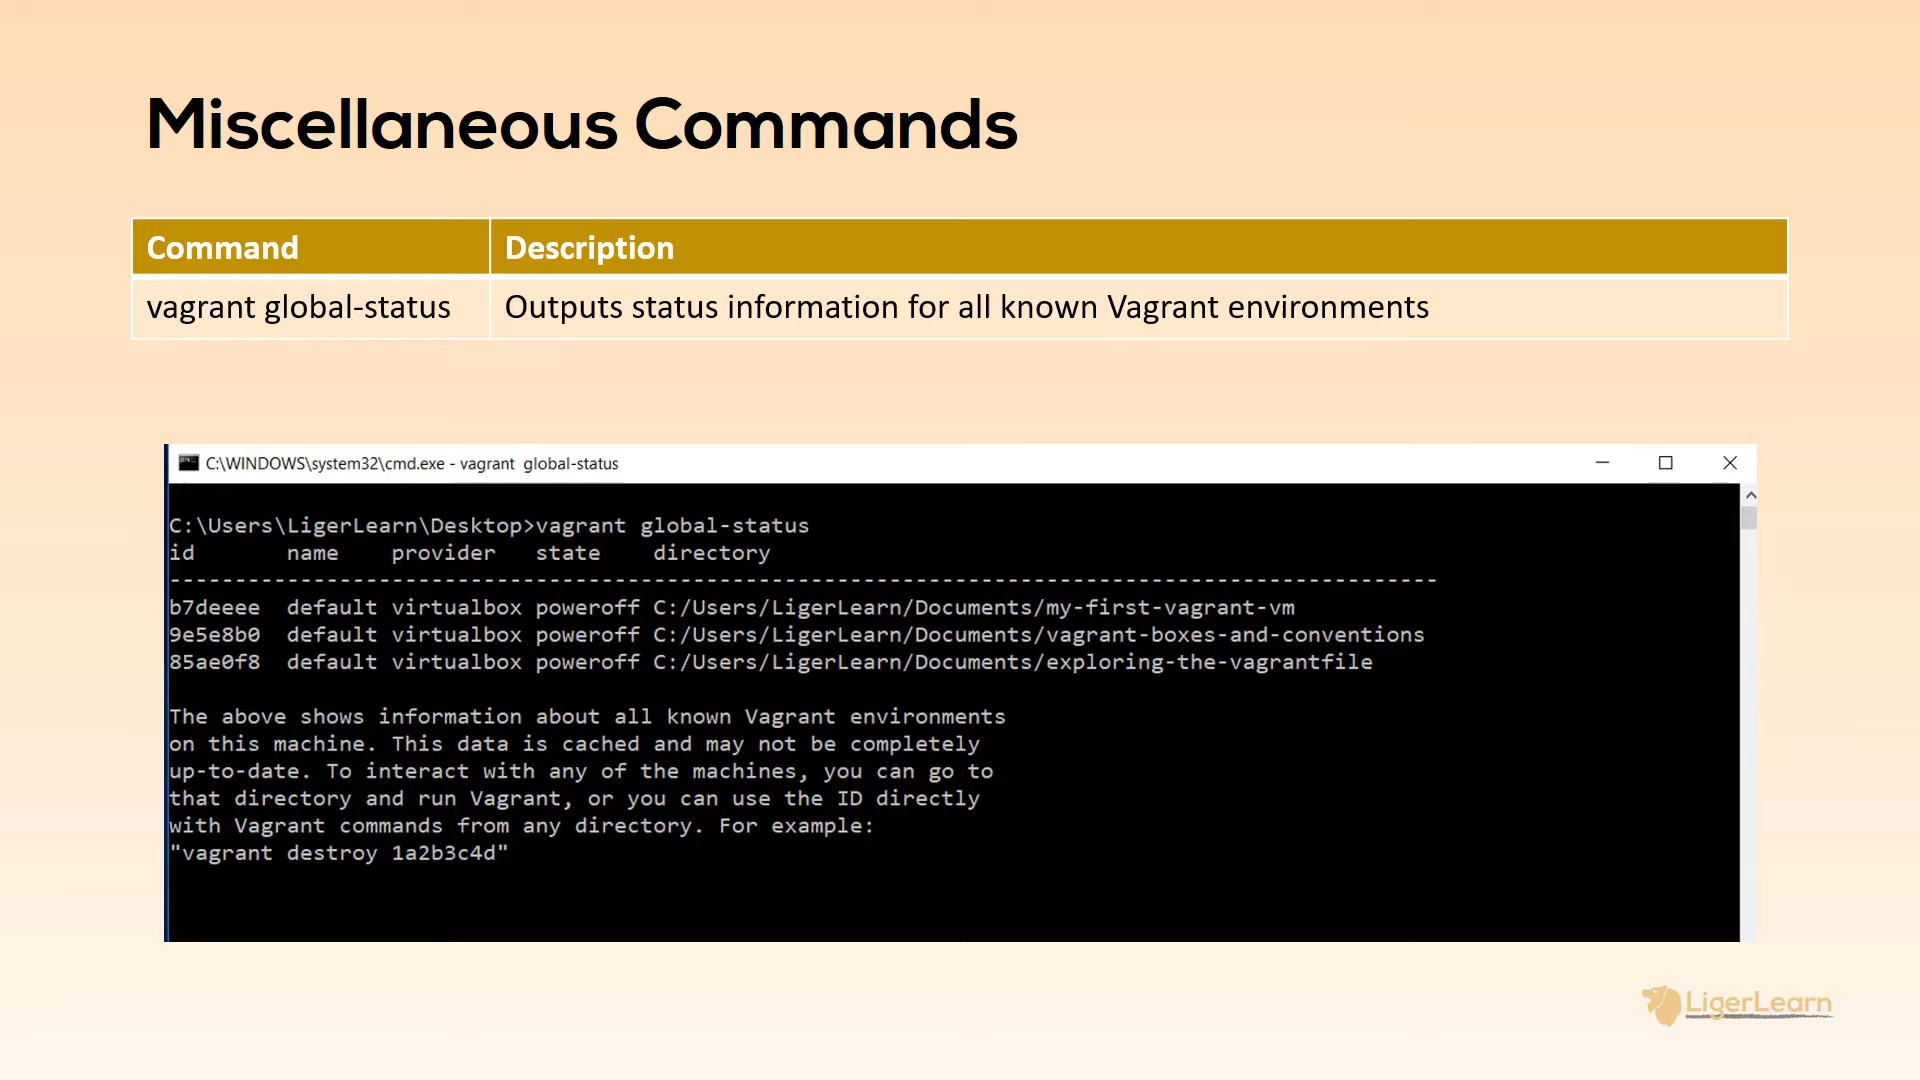 Miscellaneous Commands
Command Description
vagrant global-status Outputs status information for all known Vagrant environments
C:\WINDOWS\system32\cmd.exe - vagrant  global-status
C:\Users\LigerLearn\Desktop>vagrant global-status
id       name    provider   state    directory
-------------------------------------------------------------------------------------------------
b7deeee  default virtualbox poweroff C:/Users/LigerLearn/Documents/my-first-vagrant-vm
9e5e8b0  default virtualbox poweroff C:/Users/LigerLearn/Documents/vagrant-boxes-and-conventions
85ae0f8  default virtualbox poweroff C:/Users/LigerLearn/Documents/exploring-the-vagrantfile
The above shows information about all known Vagrant environments
on this machine. This data is cached and may not be completely
up-to-date. To interact with any of the machines, you can go to
that directory and run Vagrant, or you can use the ID directly
with Vagrant commands from any directory. For example:
"vagrant destroy 1a2b3c4d"
LigerLearn